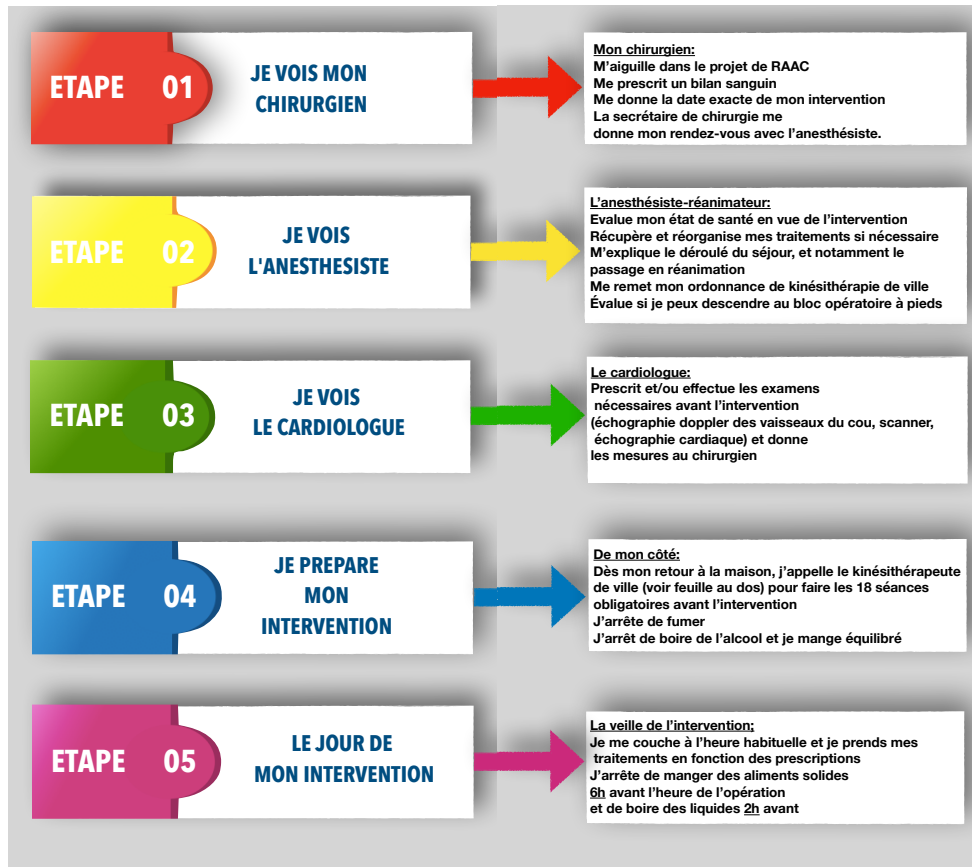 ETAPE 01
JE VOIS MON
CHIRURGIEN
Mon chirurgien:
M'aiguille dans le projet de RAAC
Me prescrit un bilan sanguin
Me donne la date exacte de mon intervention
La secrétaire de chirurgie me
donne mon rendez-vous avec l'anesthésiste.
ETAPE 02
JE VOIS
L'ANESTHESISTE
L'anesthésiste-réanimateur:
Evalue mon état de santé en vue de l'intervention
Récupère et réorganise mes traitements si nécessaire
M'explique le déroulé du séjour, et notamment le
passage en réanimation
Me remet mon ordonnance de kinésithérapie de ville
Évalue si je peux descendre au bloc opératoire à pieds
ETAPE 03
JE VOIS
LE CARDIOLOGUE
Le cardiologue:
Prescrit et/ou effectue les examens
nécessaires avant l'intervention
(échographie doppler des vaisseaux du cou, scanner,
échographie cardiaque) et donne
les mesures au chirurgien
ETAPE 04
JE PREPARE
MON
INTERVENTION
De mon côté:
Dès mon retour à la maison, j'appelle le kinésithérapeute
de ville (voir feuille au dos) pour faire les 18 séances
obligatoires avant l'intervention
J'arrête de fumer
J'arrêt de boire de l'alcool et je mange équilibré
ETAPE 05
LE JOUR DE
MON INTERVENTION
La veille de l'intervention;
Je me couche à l'heure habituelle et je prends mes
traitements en fonction des prescriptions
J'arrête de manger des aliments solides
6h avant l'heure de l'opération
et de boire des liquides 2h avant